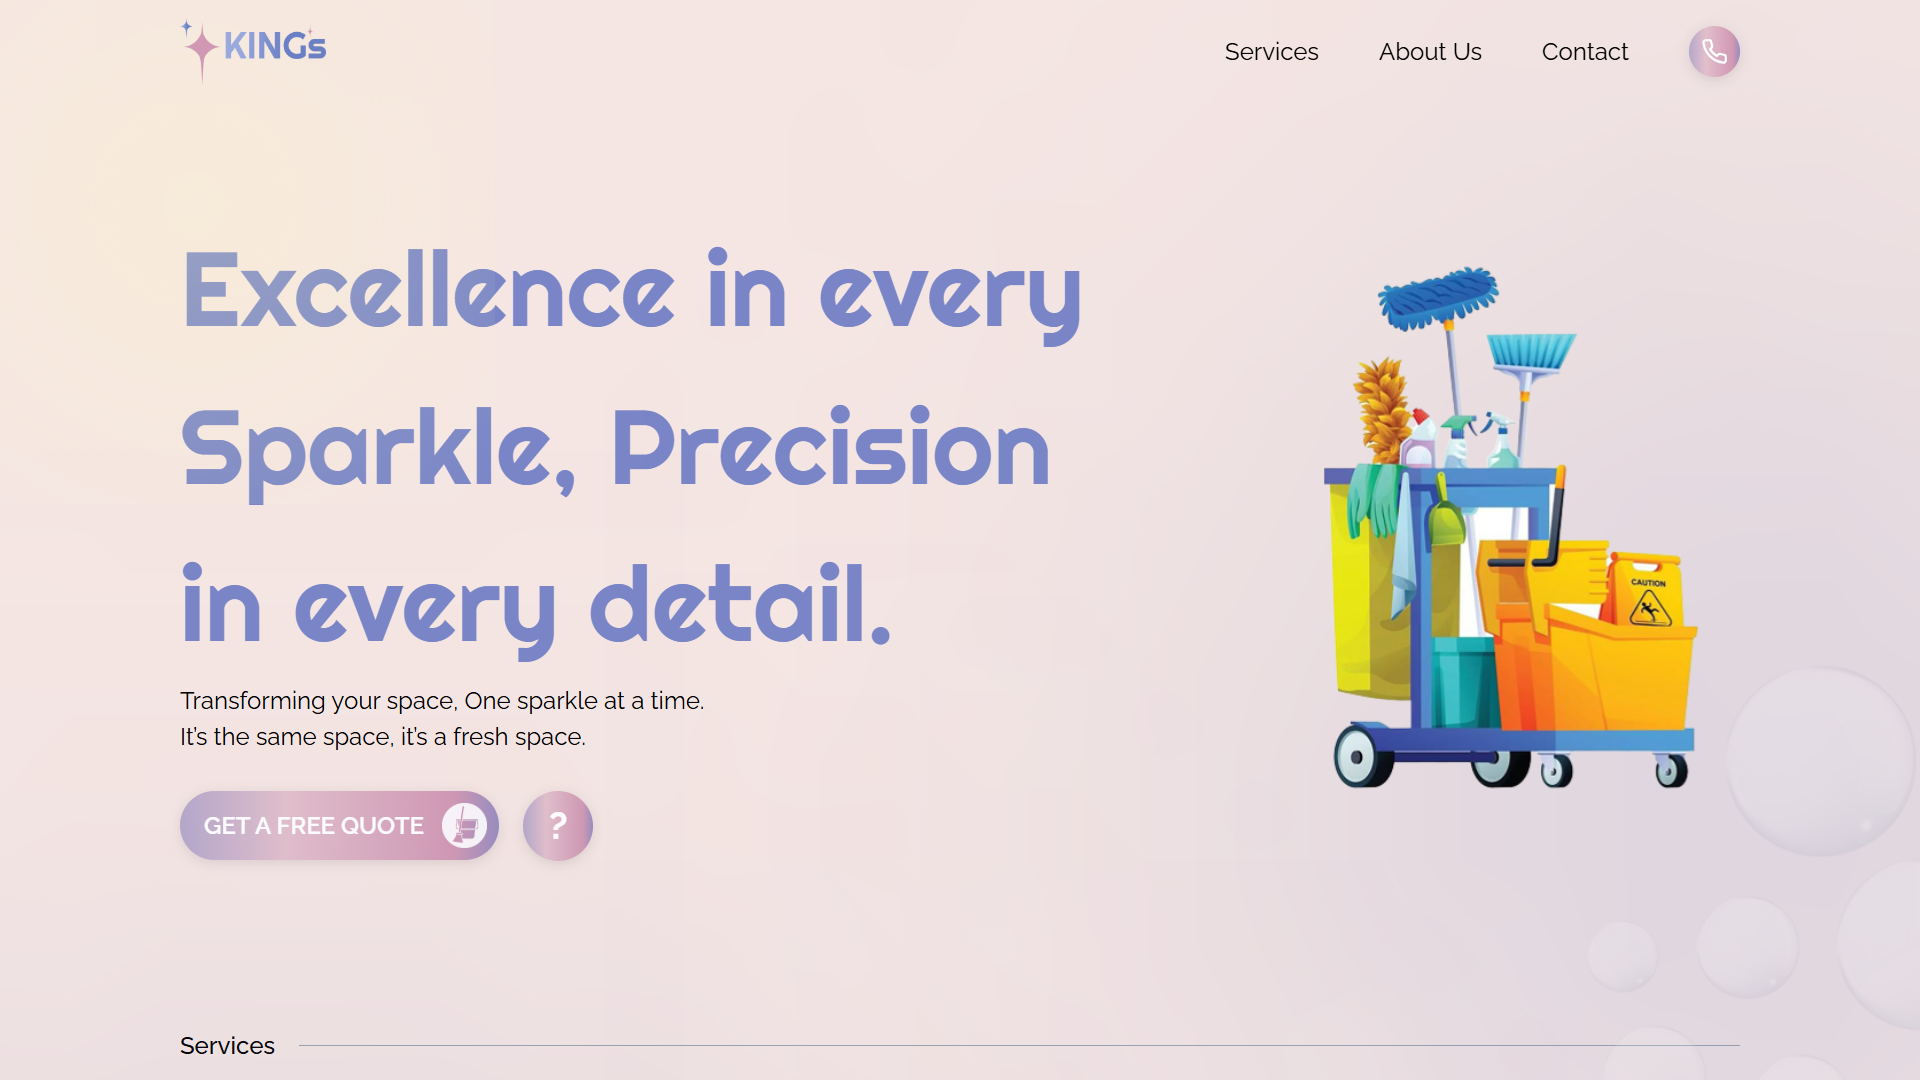 KINGs
Services
About Us
Contact
Excellence in every
Sparkle, Precision
in every detail.
CAUTION
Transforming your space, One sparkle at a time.
It’s the same space, it’s a fresh space.
GET A FREE QUOTE
?
Services